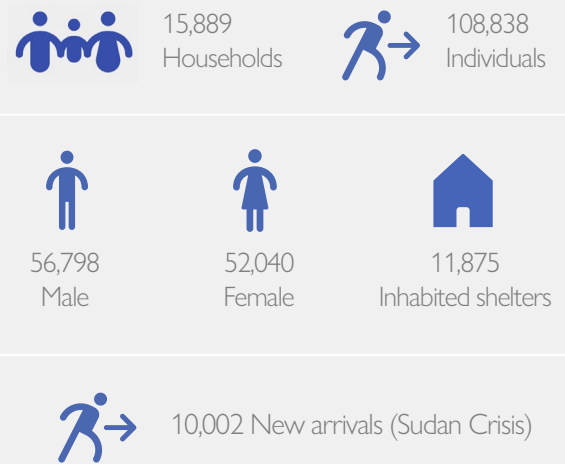 15,889
Households
108,838
Individuals
56,798
Male
52,040
Female
11,875
Inhabited shelters
10,002 New arrivals (Sudan Crisis)